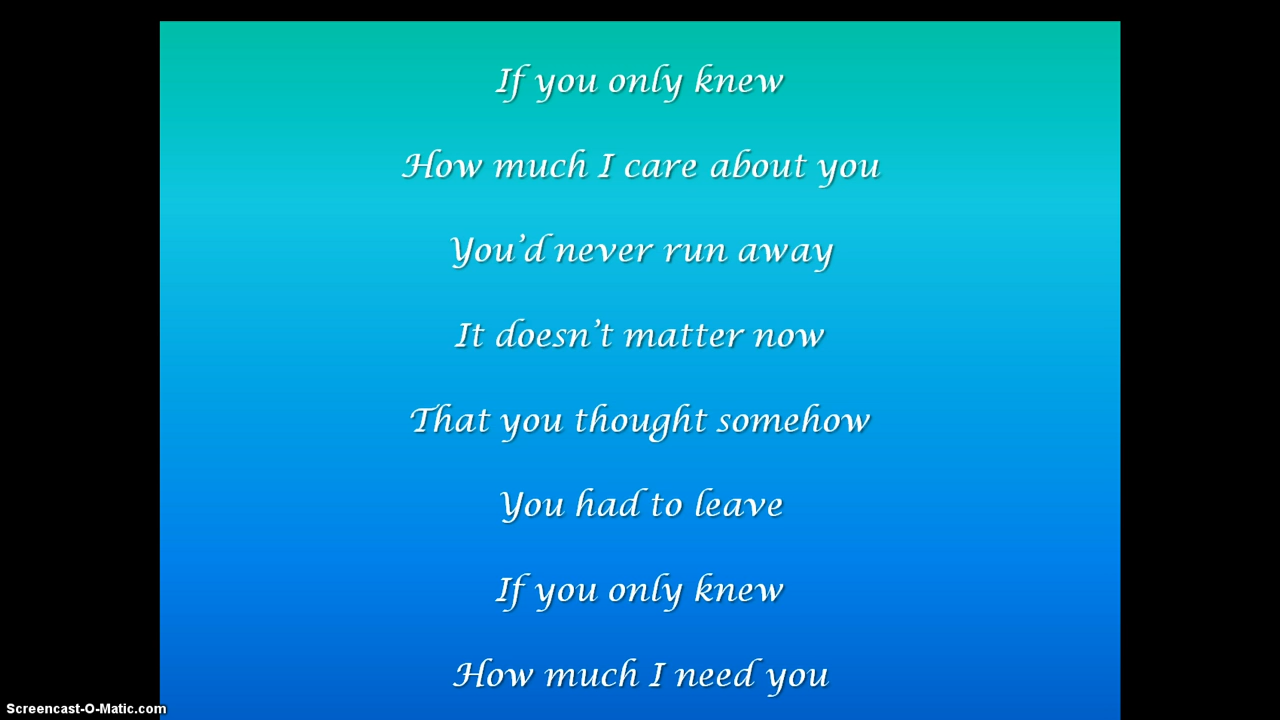 If you only knew
How much I care about you
You’d never run away
It doesn’t matter now
That you thought somehow
You had to leave
If you only knew
How much I need you
Screencast-O-Matic.com